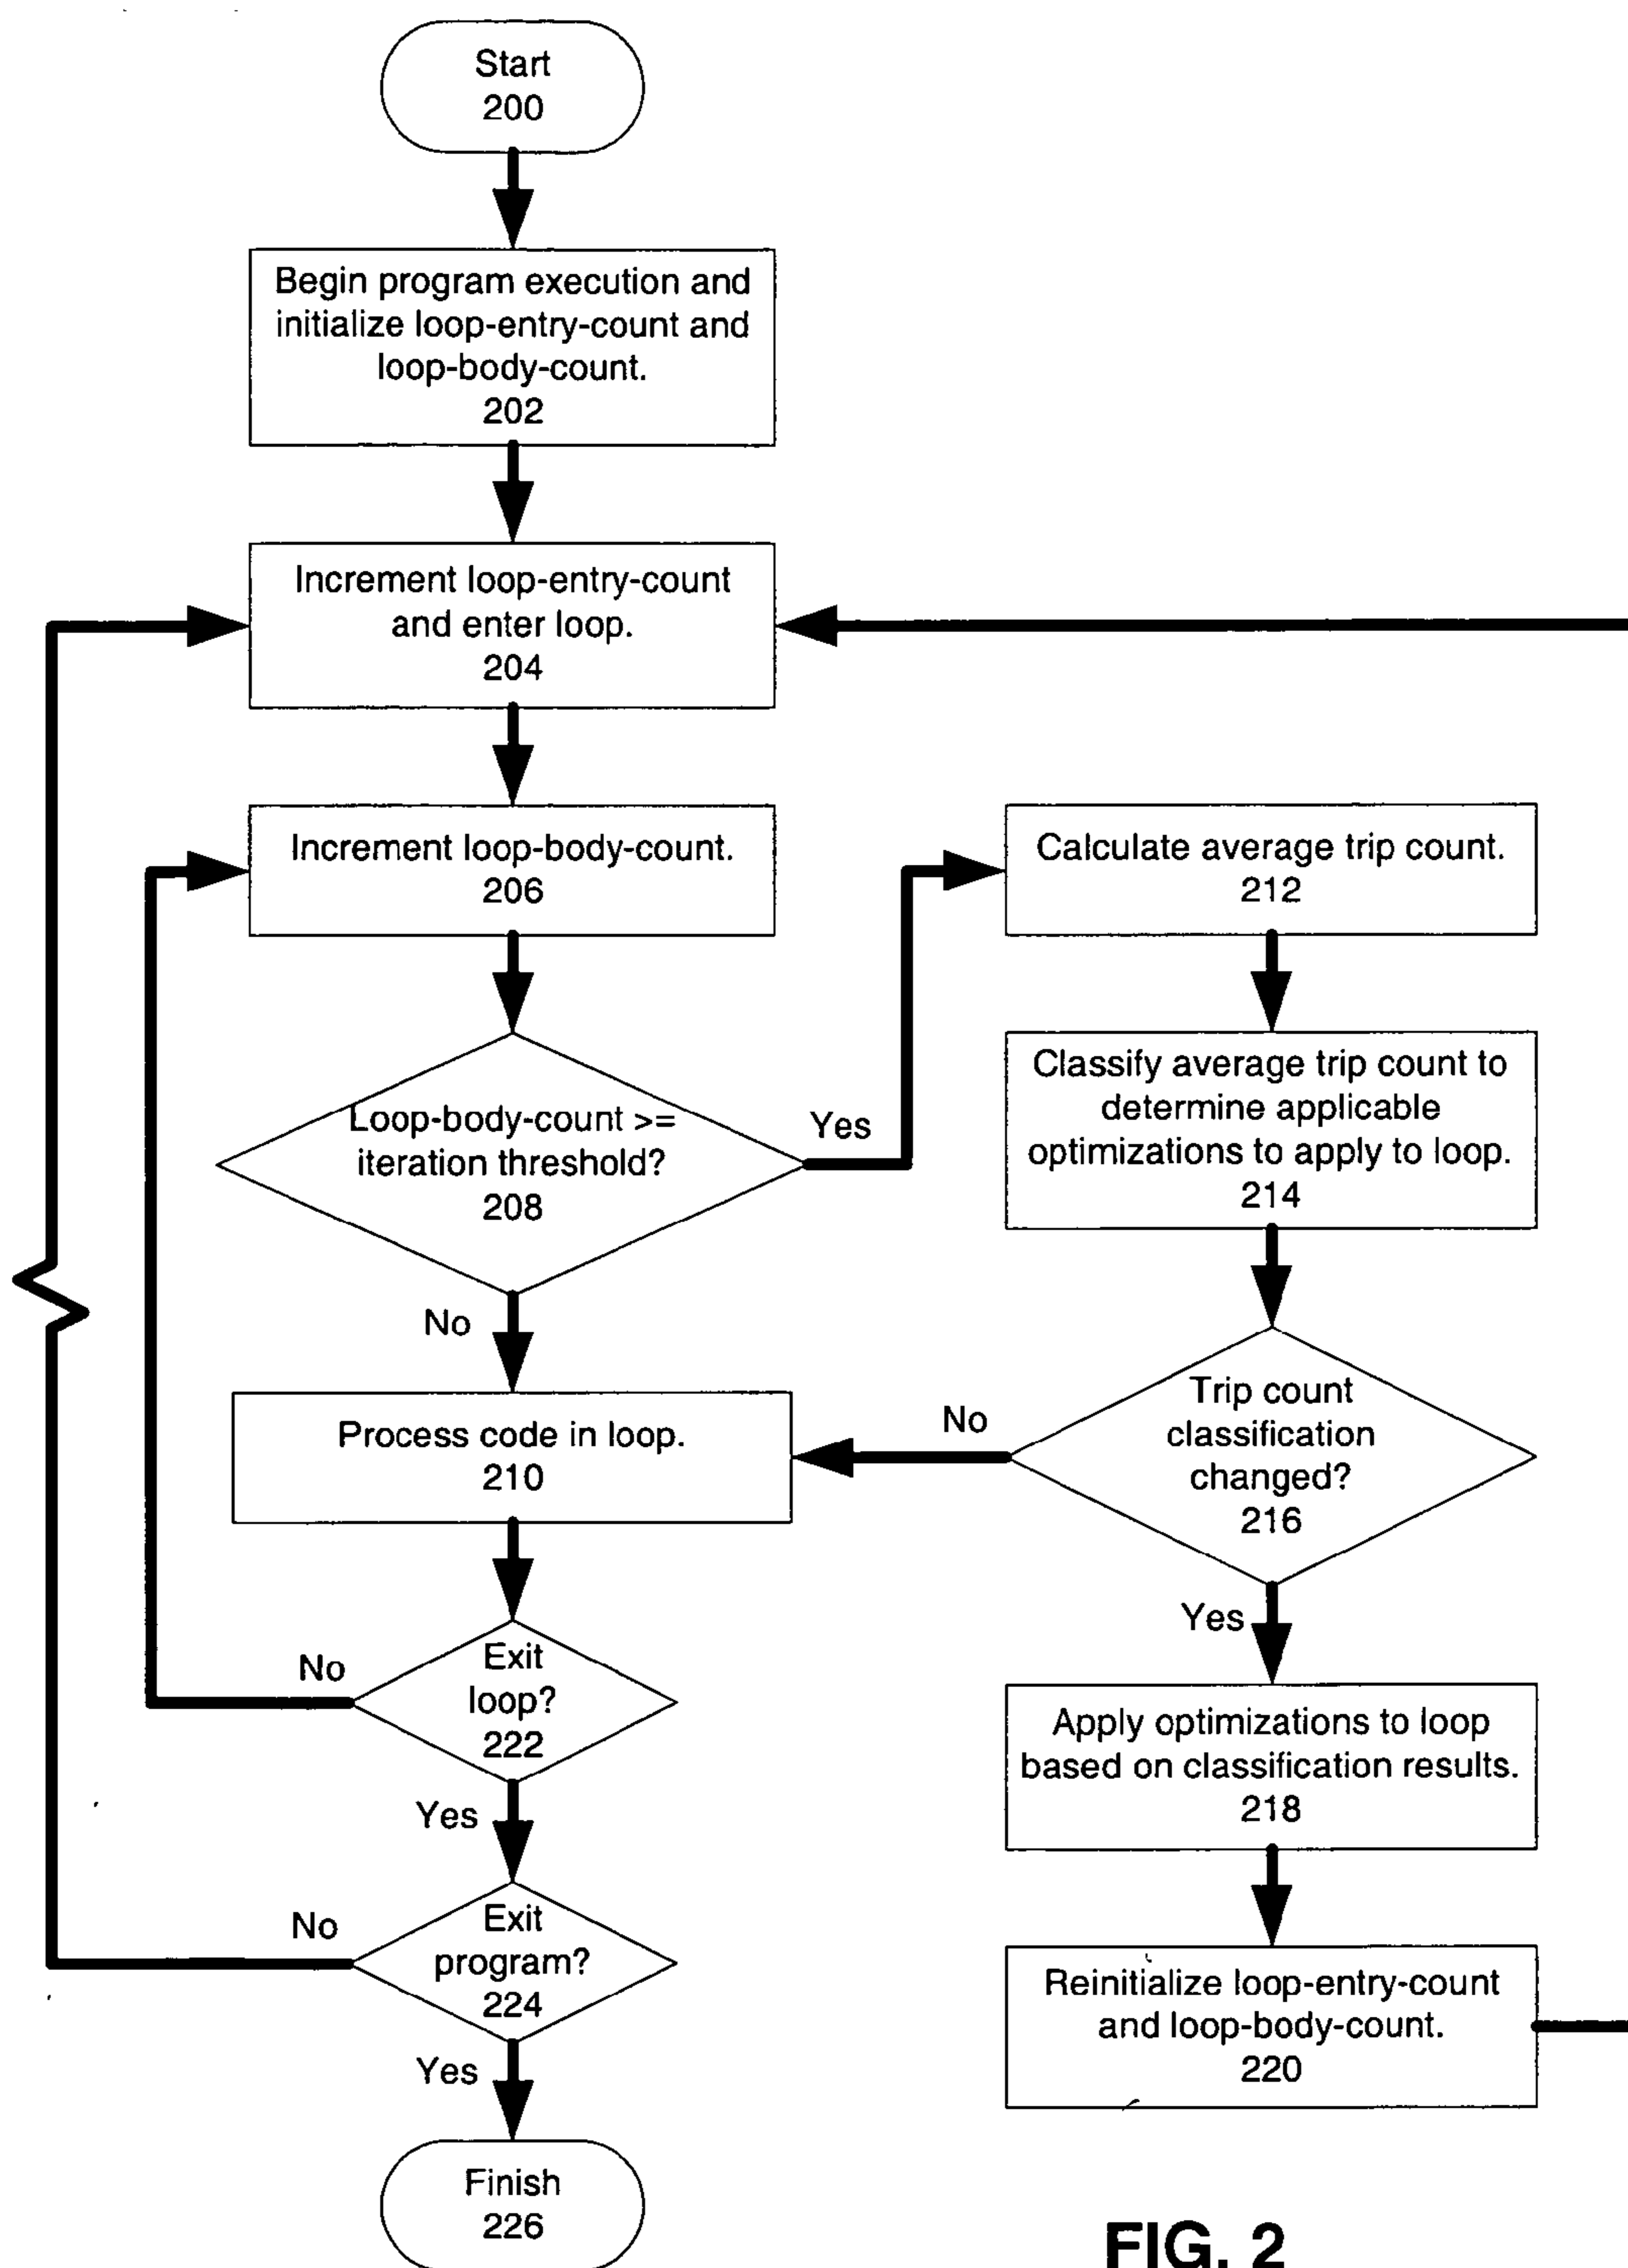 Start
200
Begin program execution and
initialize loop-entry-count and
loop-body-count.
202
Increment loop-entry-count
and enter loop.
204
Increment loop-body-count.
206
Loop-body-count >=
iteration threshold?
208
Yes
No
Process code in loop.
210
Exit
loop?
222
No
Yes
Exit
program?
224
No
Yes
Finish
226
Calculate average trip count.
212
Classify average trip count to
determine applicable
optimizations to apply to loop.
214
Trip count
classification
changed?
216
No
Yes
Apply optimizations to loop
based on classification results.
218
Reinitialize loop-entry-count
and loop-body-count.
220
FIG. 2